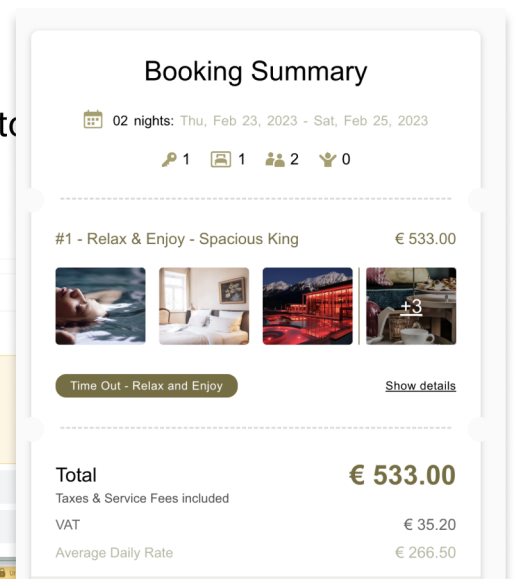 Booking Summary
02 nights: Thu, Feb 23, 2023 - Sat, Feb 25, 2023
1 1 2 0
#1 - Relax & Enjoy - Spacious King € 533.00
+3
Time Out - Relax and Enjoy Show details
Total € 533.00
Taxes & Service Fees included
VAT € 35.20
Average Daily Rate € 266.50